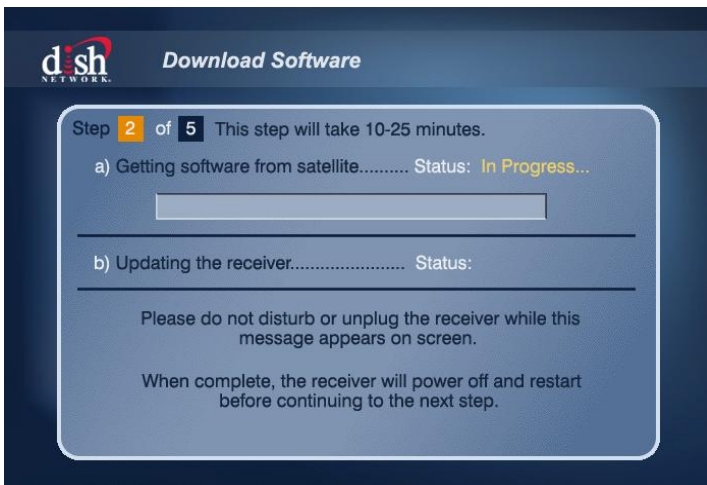 dish
NETWORK.
Download Software
Step 2 of 5 This step will take 10-25 minutes.
a) Getting software from satellite.......... Status: In Progress...
b) Updating the receiver....................... Status:
Please do not disturb or unplug the receiver while this
message appears on screen.
When complete, the receiver will power off and restart
before continuing to the next step.